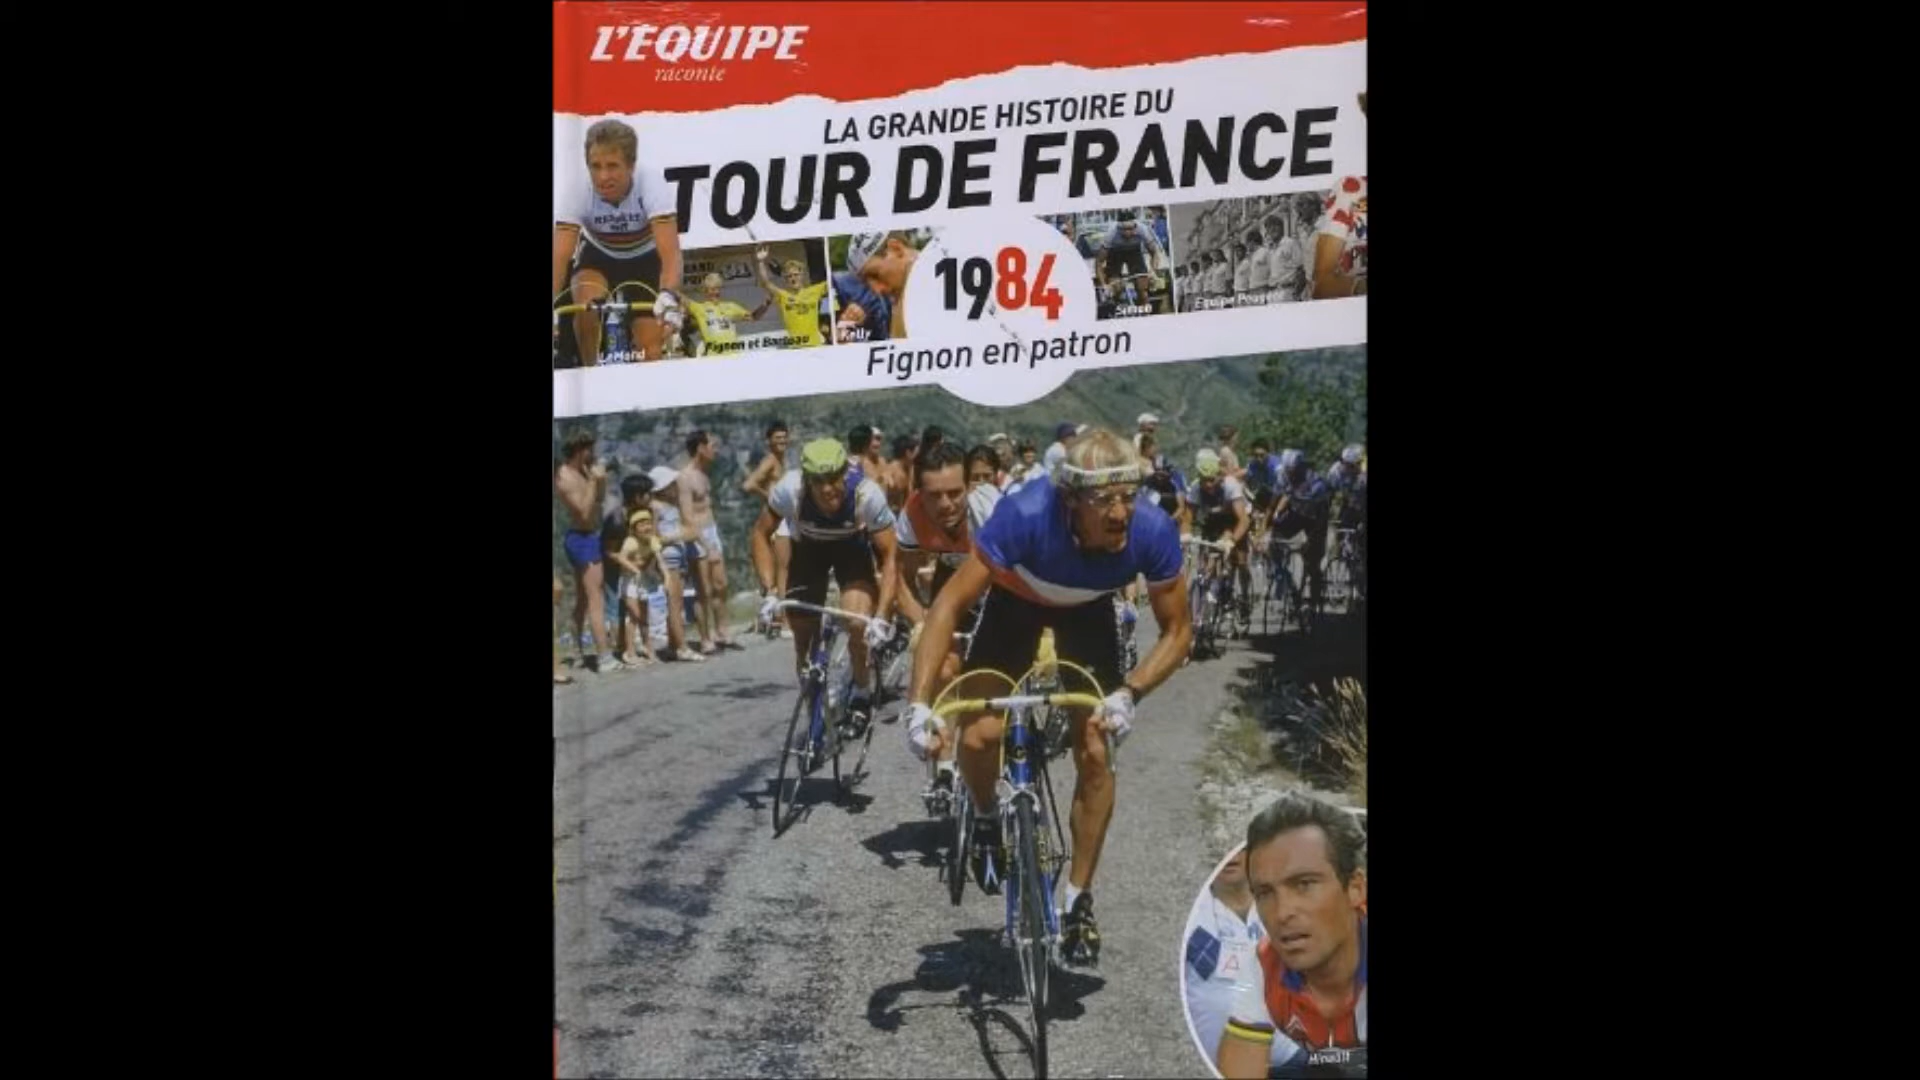 L'ÉQUIPE
raconte
LA GRANDE HISTOIRE DU
TOUR DE FRANCE
1984
LeMond
Fignon et Barteau
Kelly
Simon
Equipe Peugeot
Fignon en patron
Hinault